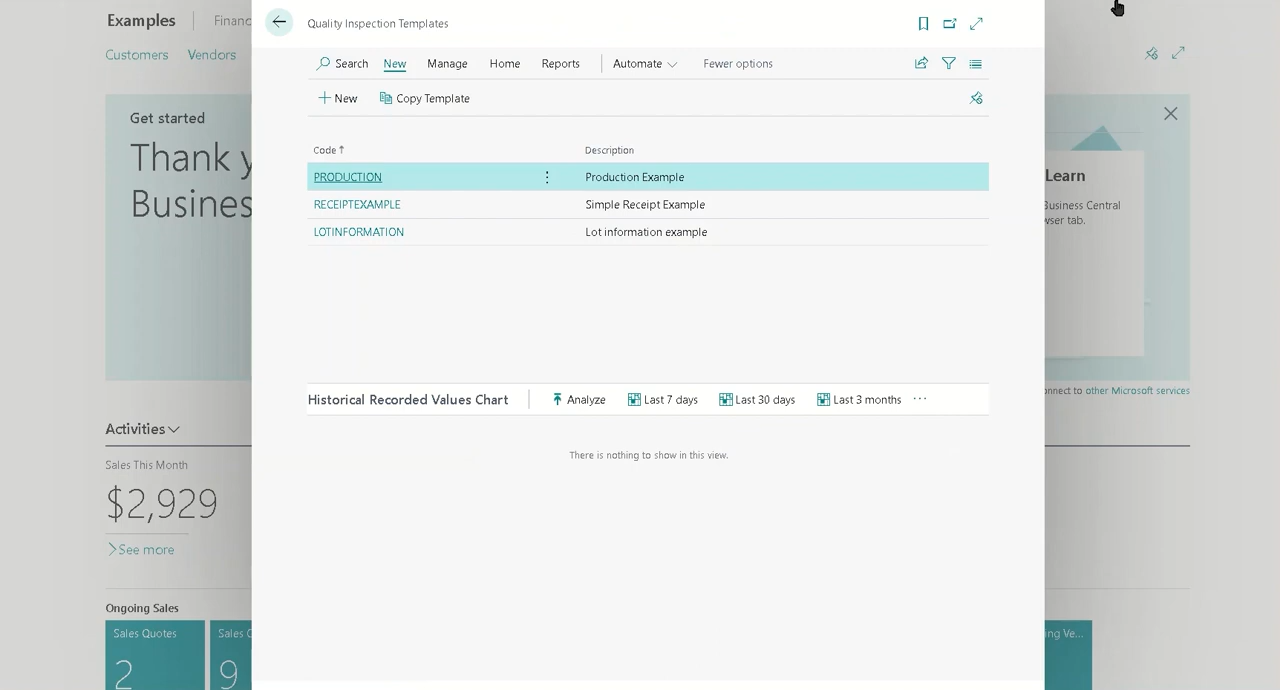 Examples Financ
Quality Inspection Templates
Customers Vendors
Search New Manage Home Reports Automate Fewer options
New Copy Template
Get started
Thank y
Busines
Learn
Business Central
wser tab.
Code ↑ Description
PRODUCTION Production Example
RECEIPTEXAMPLE Simple Receipt Example
LOTINFORMATION Lot information example
Historical Recorded Values Chart Analyze Last 7 days Last 30 days Last 3 months ...
onnect to other Microsoft services
There is nothing to show in this view.
Activities
Sales This Month
$2,929
See more
Ongoing Sales
Sales Quotes Sales O ng Ve...
2 9